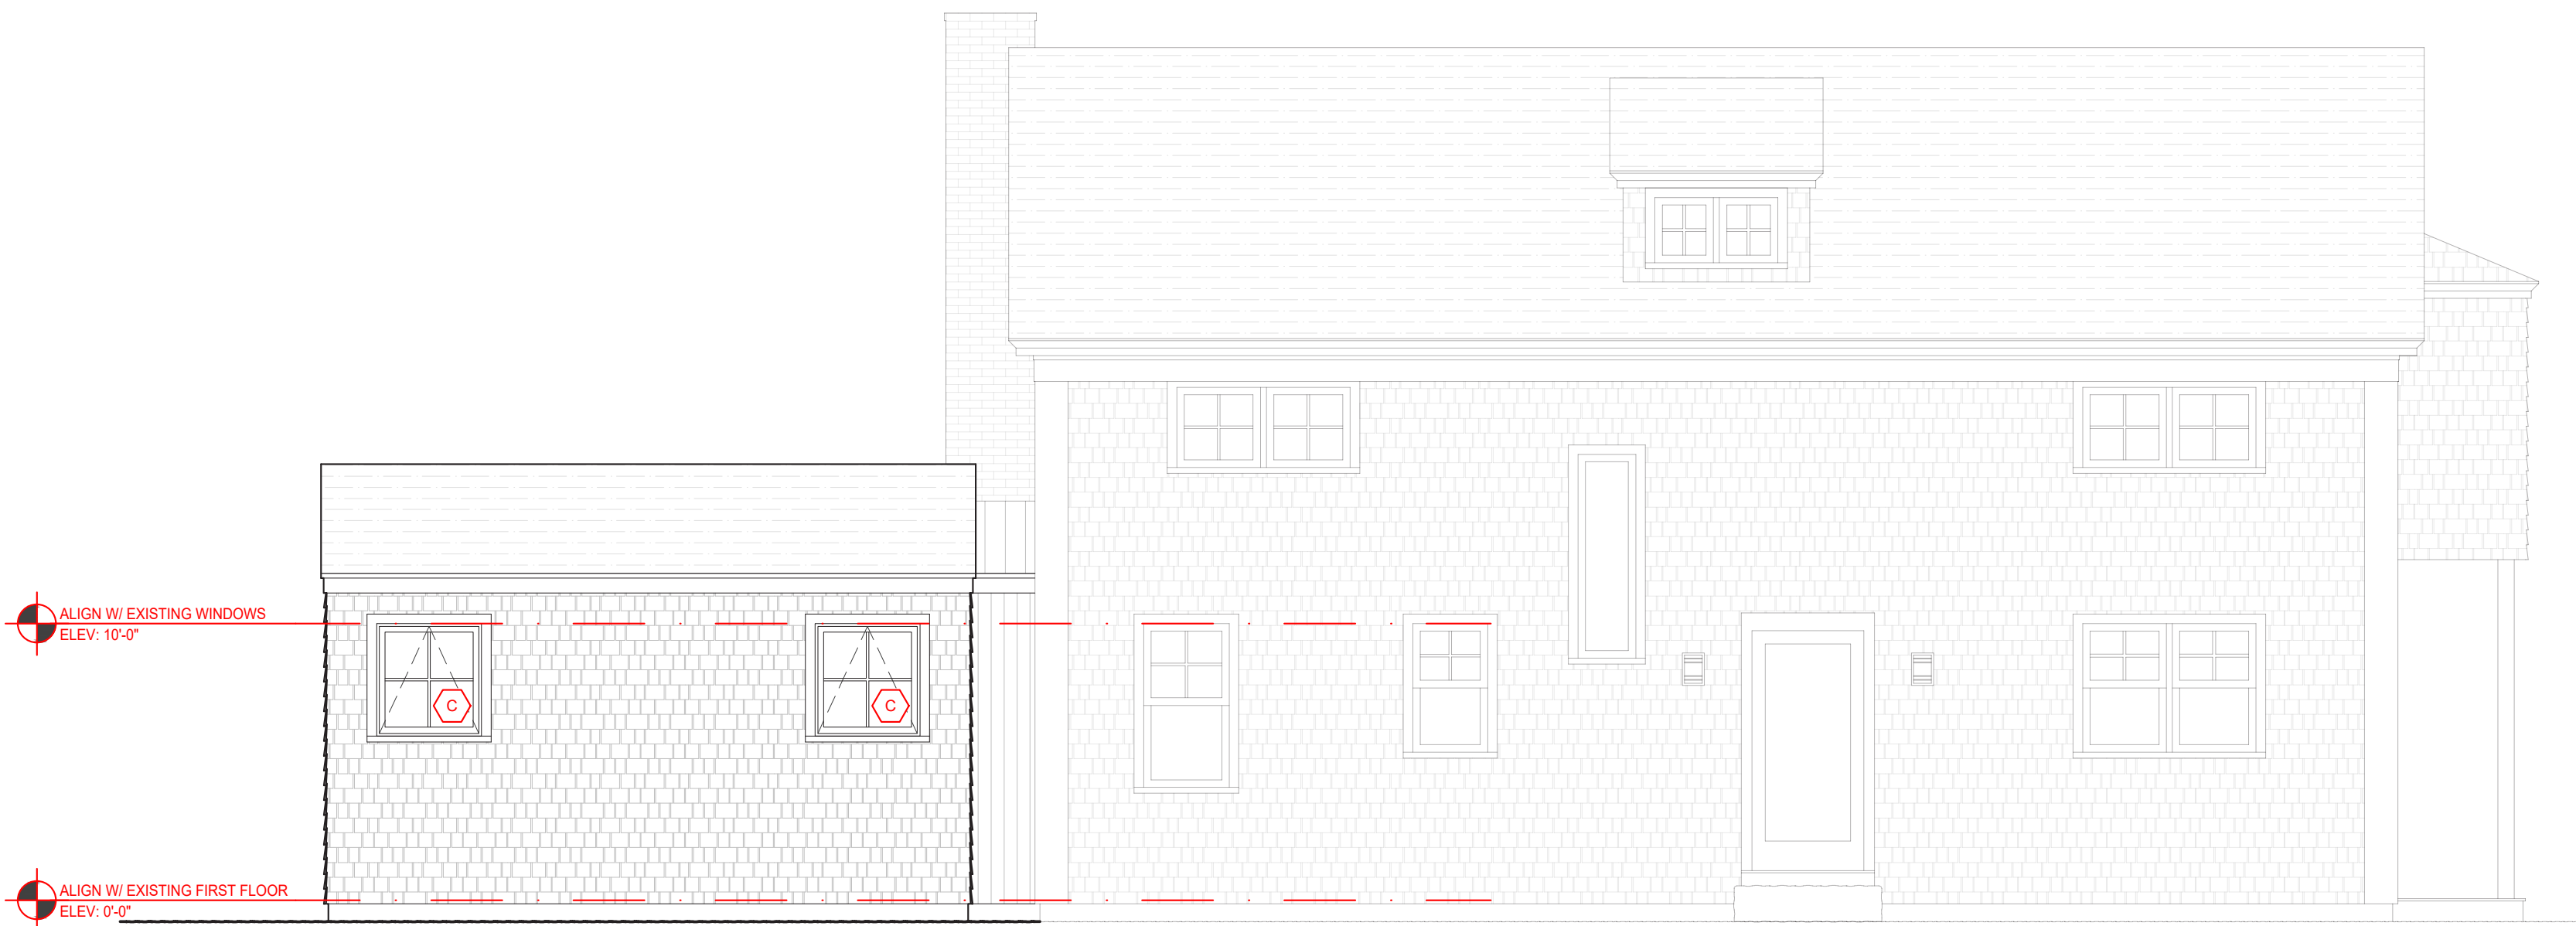 ALIGN W/ EXISTING WINDOWS
ELEV: 10'-0"
C
C
ALIGN W/ EXISTING FIRST FLOOR
ELEV: 0'-0"